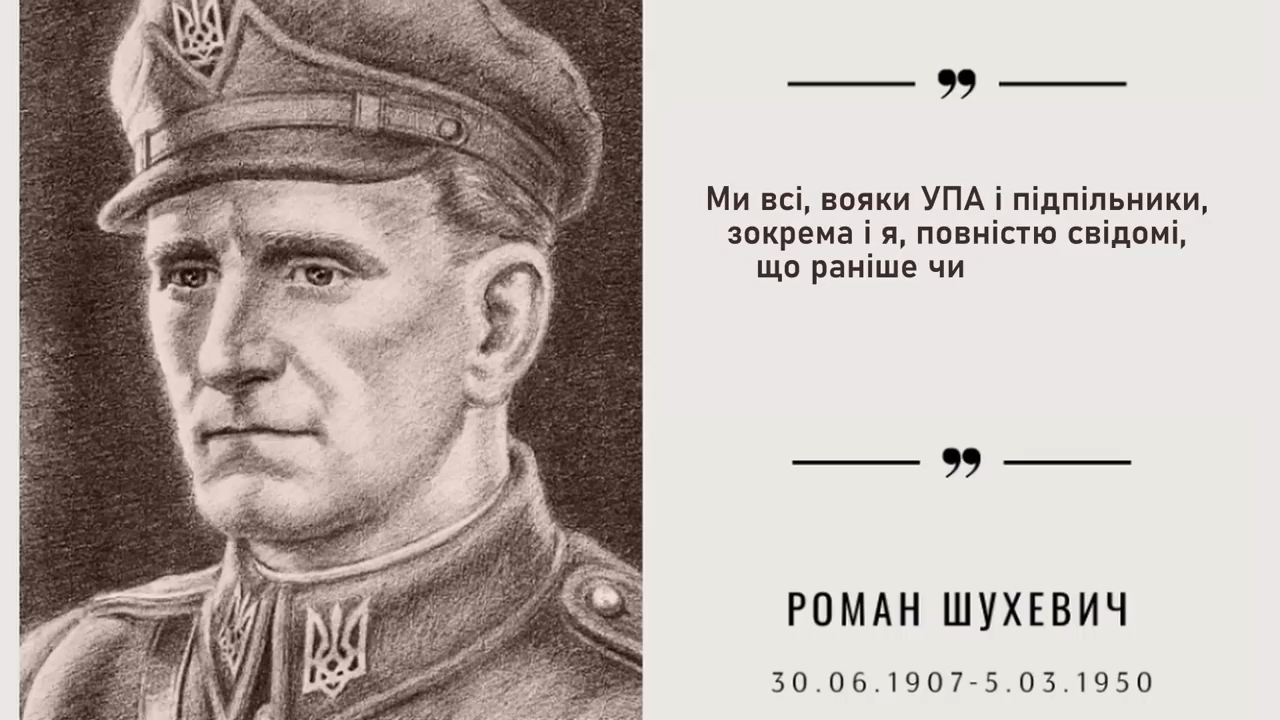 Ми всі, вояки УПА і підпільники,
зокрема і я, повністю свідомі,
що раніше чи
РОМАН ШУХЕВИЧ
30.06.1907-5.03.1950